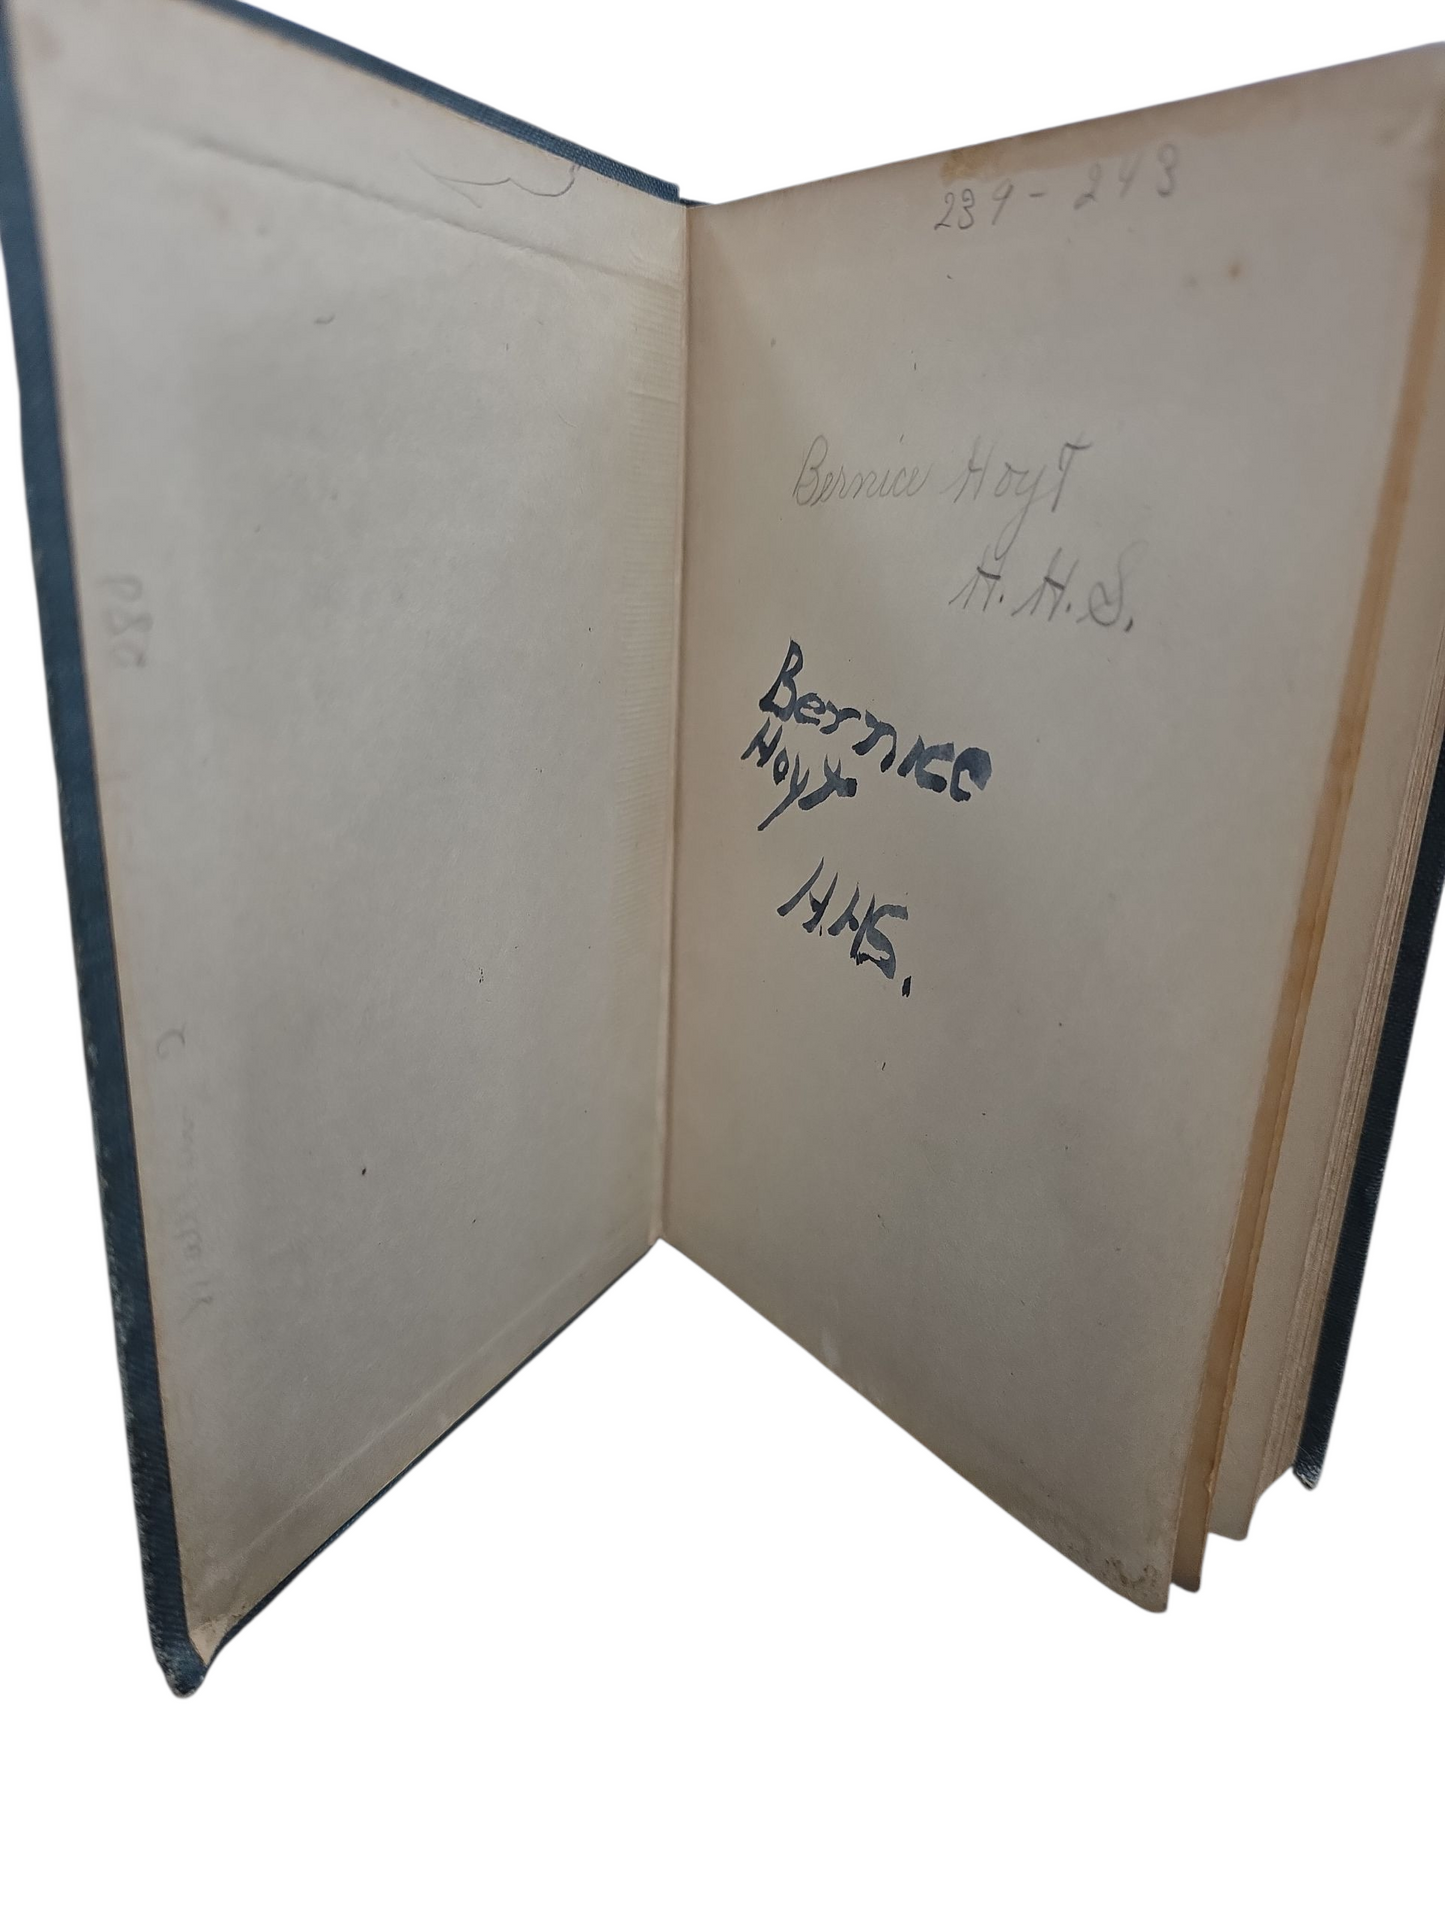 239 - 243
Bernice Hoyt
H. H. S.
Bernice
Hoyt
H.H.S.